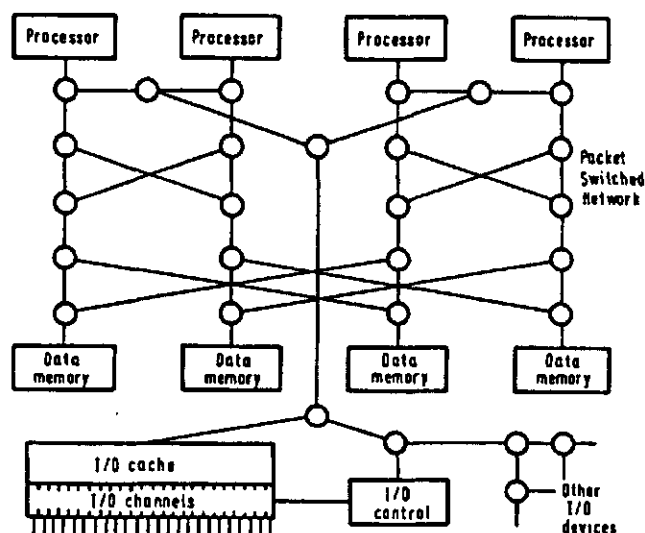 Processor
Processor
Processor
Processor
Packet
Switched
Network
Data
memory
Data
memory
Data
memory
Data
memory
I/O cache
I/O channels
I/O
control
Other
I/O
devices